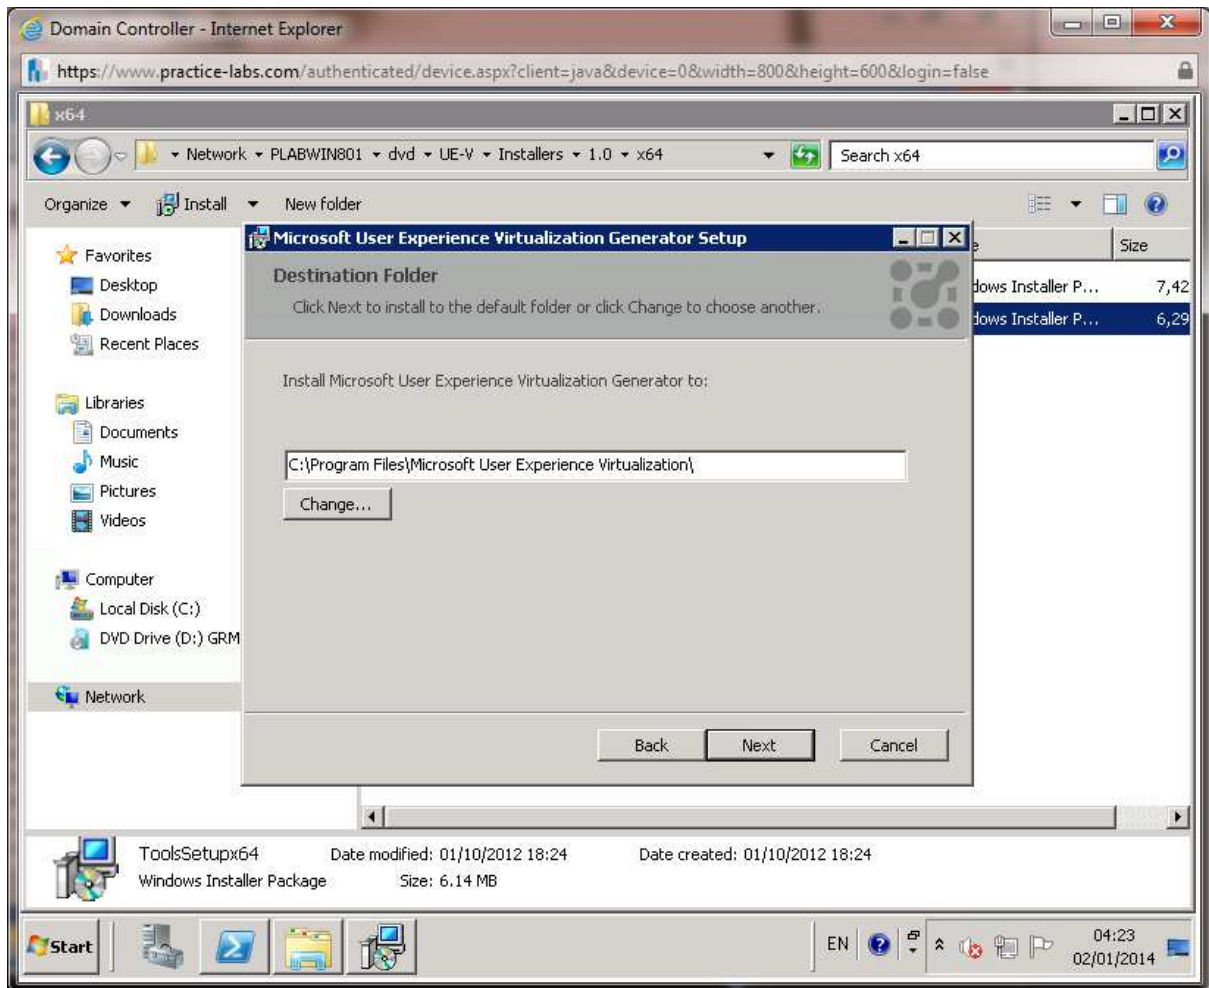 Domain Controller - Internet Explorer
https://www.practice-labs.com/authenticated/device.aspx?client=java&device=0&width=800&height=600&login=false
x64
Network PLABWIN801 dvd UE-V Installers 1.0 x64
Search x64
Organize Install New folder
Microsoft User Experience Virtualization Generator Setup
Size
Destination Folder
Click Next to install to the default folder or click Change to choose another.
Favorites
Desktop
Downloads
Recent Places
Libraries
Documents
Music
Pictures
Videos
Computer
Local Disk (C:)
DVD Drive (D:) GRM
Network
dows Installer P... 7,42
dows Installer P... 6,29
Install Microsoft User Experience Virtualization Generator to:
C:\Program Files\Microsoft User Experience Virtualization\
Change...
Back Next Cancel
ToolsSetupx64 Date modified: 01/10/2012 18:24 Date created: 01/10/2012 18:24
Windows Installer Package Size: 6.14 MB
Start
EN
04:23
02/01/2014